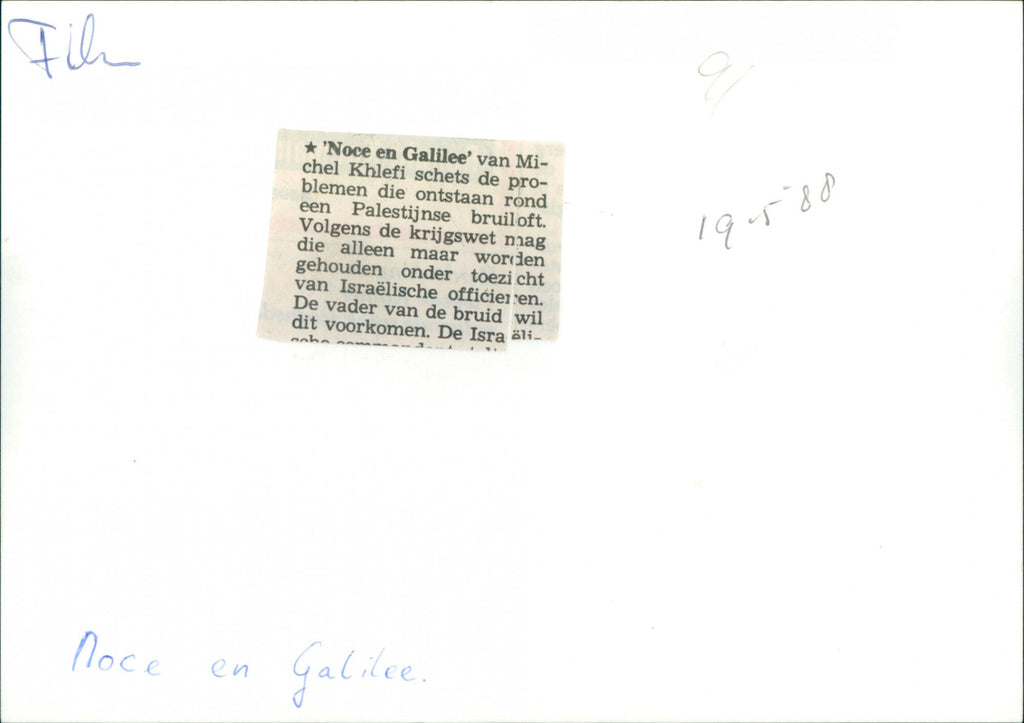 Film
91
★ 'Noce en Galilee' van Mi-
chel Khlefi schets de pro-
blemen die ontstaan rond
een Palestijnse bruiloft.
Volgens de krijgswet mag
die alleen maar worden
gehouden onder toezicht
van Israëlische officieren.
De vader van de bruid wil
dit voorkomen. De Israëli-
19-5-88
Noce en Galilee.